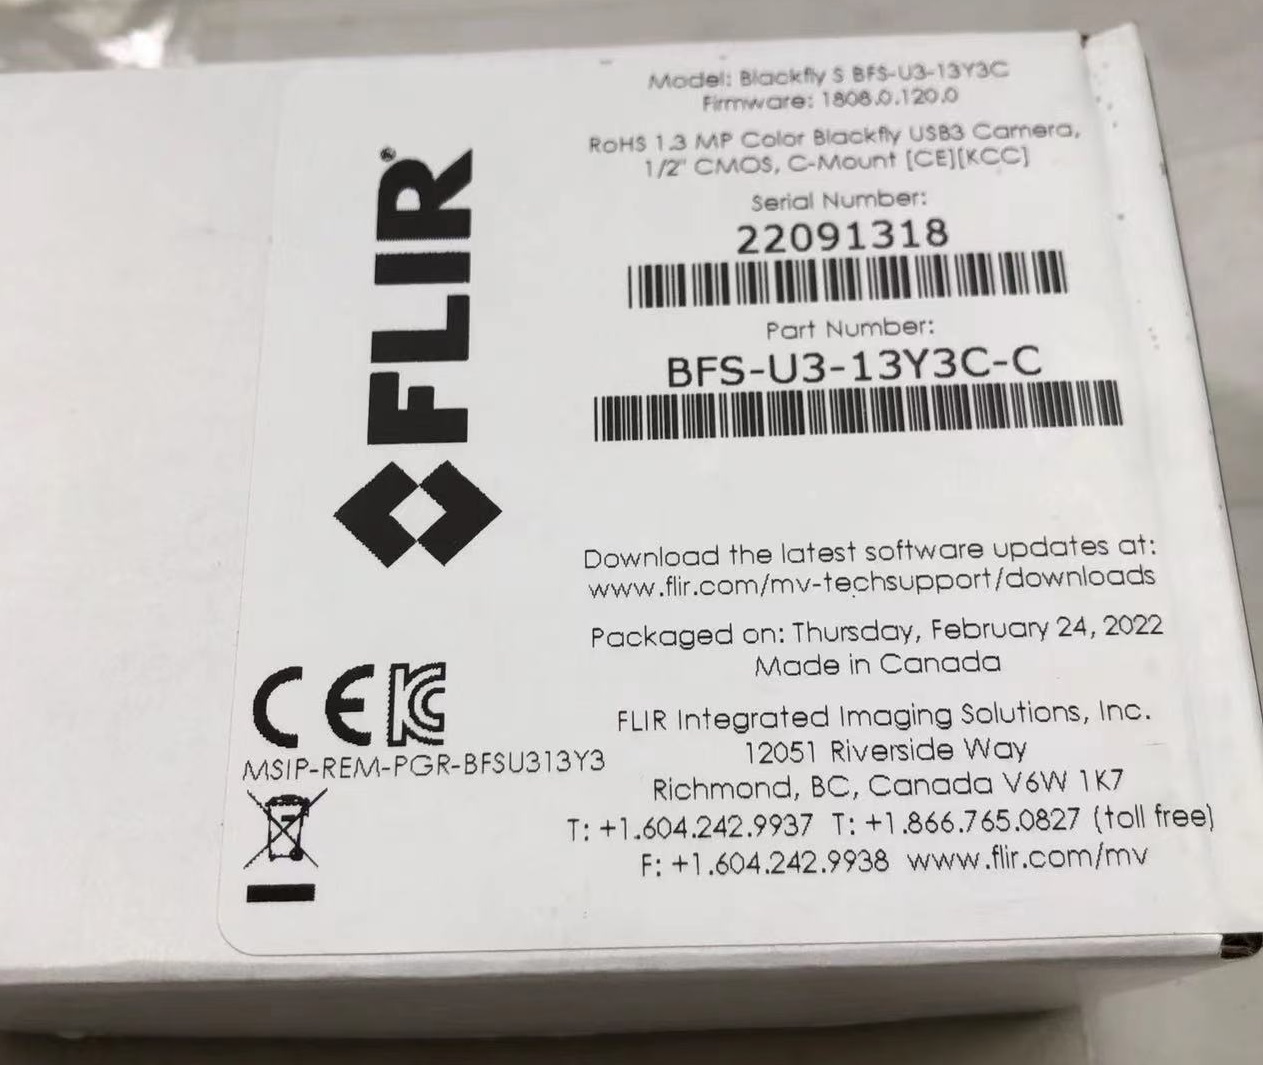 Model: Blackfly S BFS-U3-13Y3C
Firmware: 1808.0.120.0
RoHS 1.3 MP Color Blackfly USB3 Camera,
1/2" CMOS, C-Mount [CE][KCC]
Serial Number:
22091318
Part Number:
BFS-U3-13Y3C-C
FLIR®
Download the latest software updates at:
www.flir.com/mv-techsupport/downloads
Packaged on: Thursday, February 24, 2022
Made in Canada
CE KC
MSIP-REM-PGR-BFSU313Y3
FLIR Integrated Imaging Solutions, Inc.
12051 Riverside Way
Richmond, BC, Canada V6W 1K7
T: +1.604.242.9937 T: +1.866.765.0827 (toll free)
F: +1.604.242.9938 www.flir.com/mv